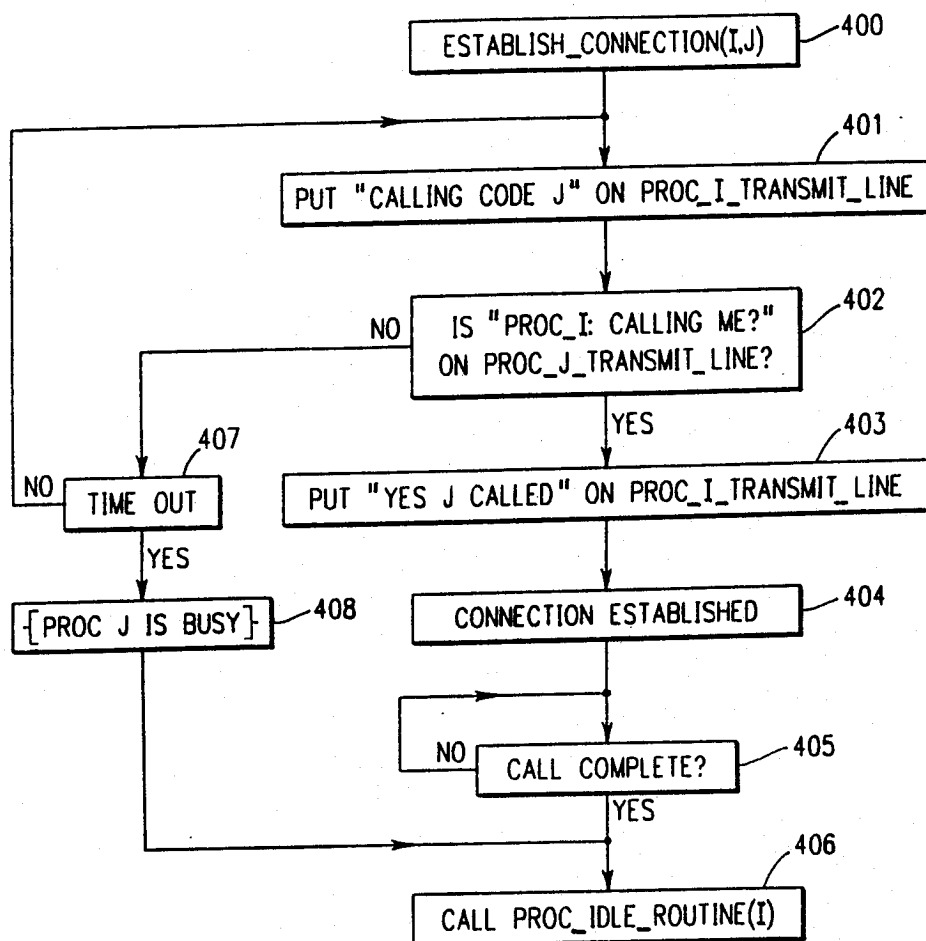 ESTABLISH_CONNECTION(I,J)
400
401
PUT "CALLING CODE J" ON PROC_I_TRANSMIT_LINE
402
IS "PROC_I: CALLING ME?"
ON PROC_J_TRANSMIT_LINE?
NO
YES
407
403
NO
TIME OUT
PUT "YES J CALLED" ON PROC_I_TRANSMIT_LINE
YES
{PROC J IS BUSY}
408
CONNECTION ESTABLISHED
404
NO
CALL COMPLETE?
405
YES
406
CALL PROC_IDLE_ROUTINE(I)